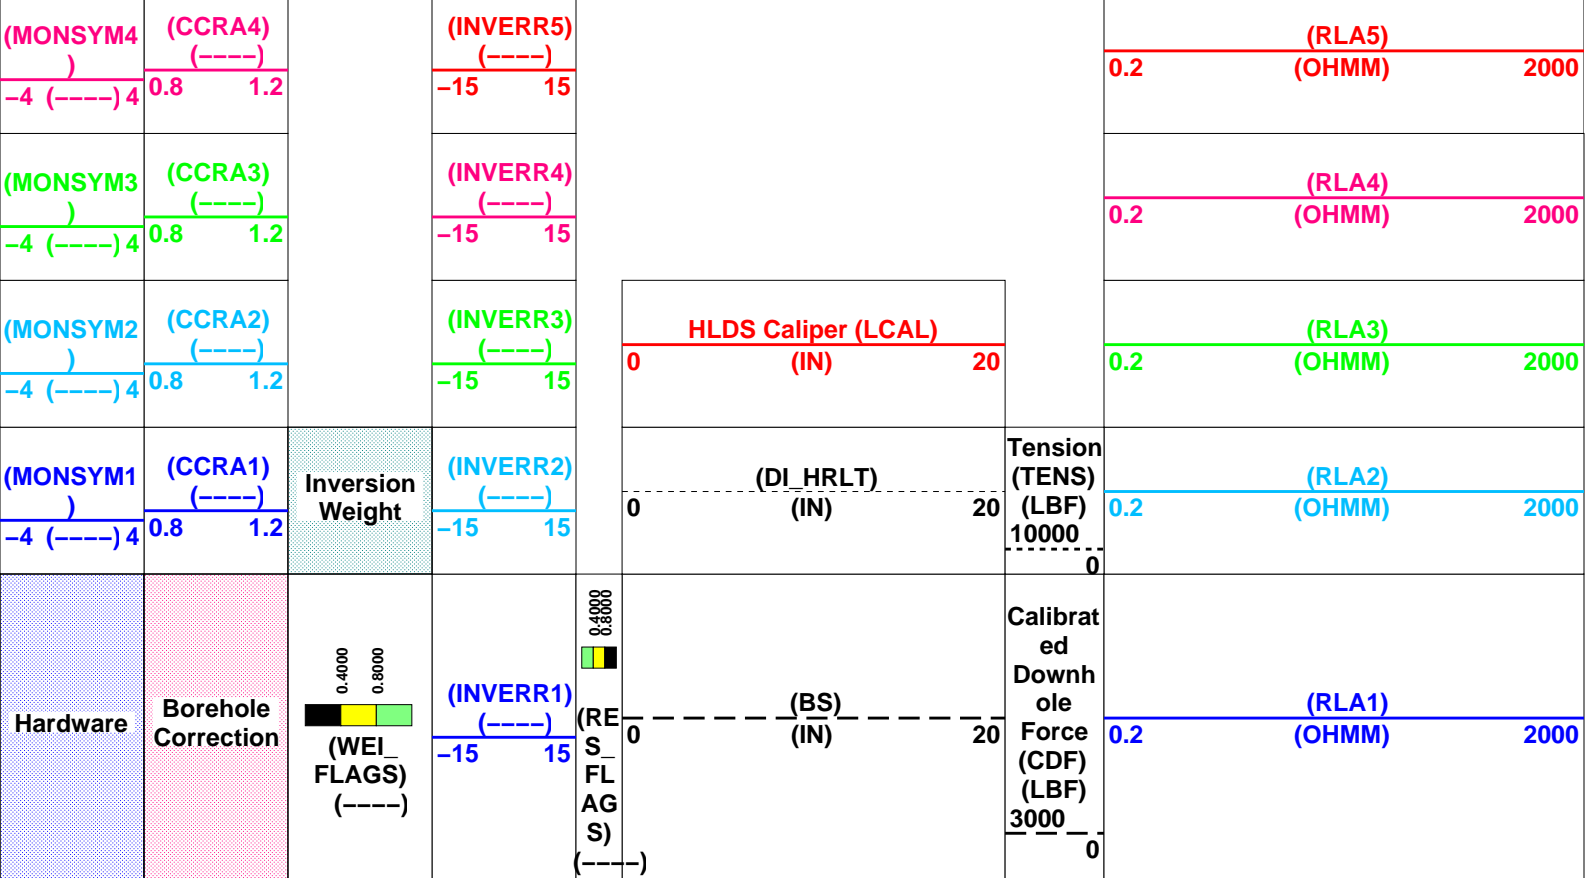 (MONSYM4
)
−4 (−−−−) 4
(CCRA4)
(−−−−)
0.8 1.2
(INVERR5)
(−−−−)
−15 15
(RLA5)
0.2 (OHMM) 2000
(MONSYM3
)
−4 (−−−−) 4
(CCRA3)
(−−−−)
0.8 1.2
(INVERR4)
(−−−−)
−15 15
(RLA4)
0.2 (OHMM) 2000
(MONSYM2
)
−4 (−−−−) 4
(CCRA2)
(−−−−)
0.8 1.2
(INVERR3)
(−−−−)
−15 15
HLDS Caliper (LCAL)
0 (IN) 20
(RLA3)
0.2 (OHMM) 2000
(MONSYM1
)
−4 (−−−−) 4
(CCRA1)
(−−−−)
0.8 1.2
Inversion
Weight
(INVERR2)
(−−−−)
−15 15
(DI_HRLT)
0 (IN) 20
Tension
(TENS)
(LBF)
10000
0
(RLA2)
0.2 (OHMM) 2000
Hardware
Borehole
Correction
0.4000
0.8000
(WEI_
FLAGS)
(−−−−)
(INVERR1)
(−−−−)
−15 15
0.4000
0.8000
(RE
S_
FL
AG
S)
(−−−−)
(BS)
0 (IN) 20
Calibrat
ed
Downh
ole
Force
(CDF)
(LBF)
3000
0
(RLA1)
0.2 (OHMM) 2000